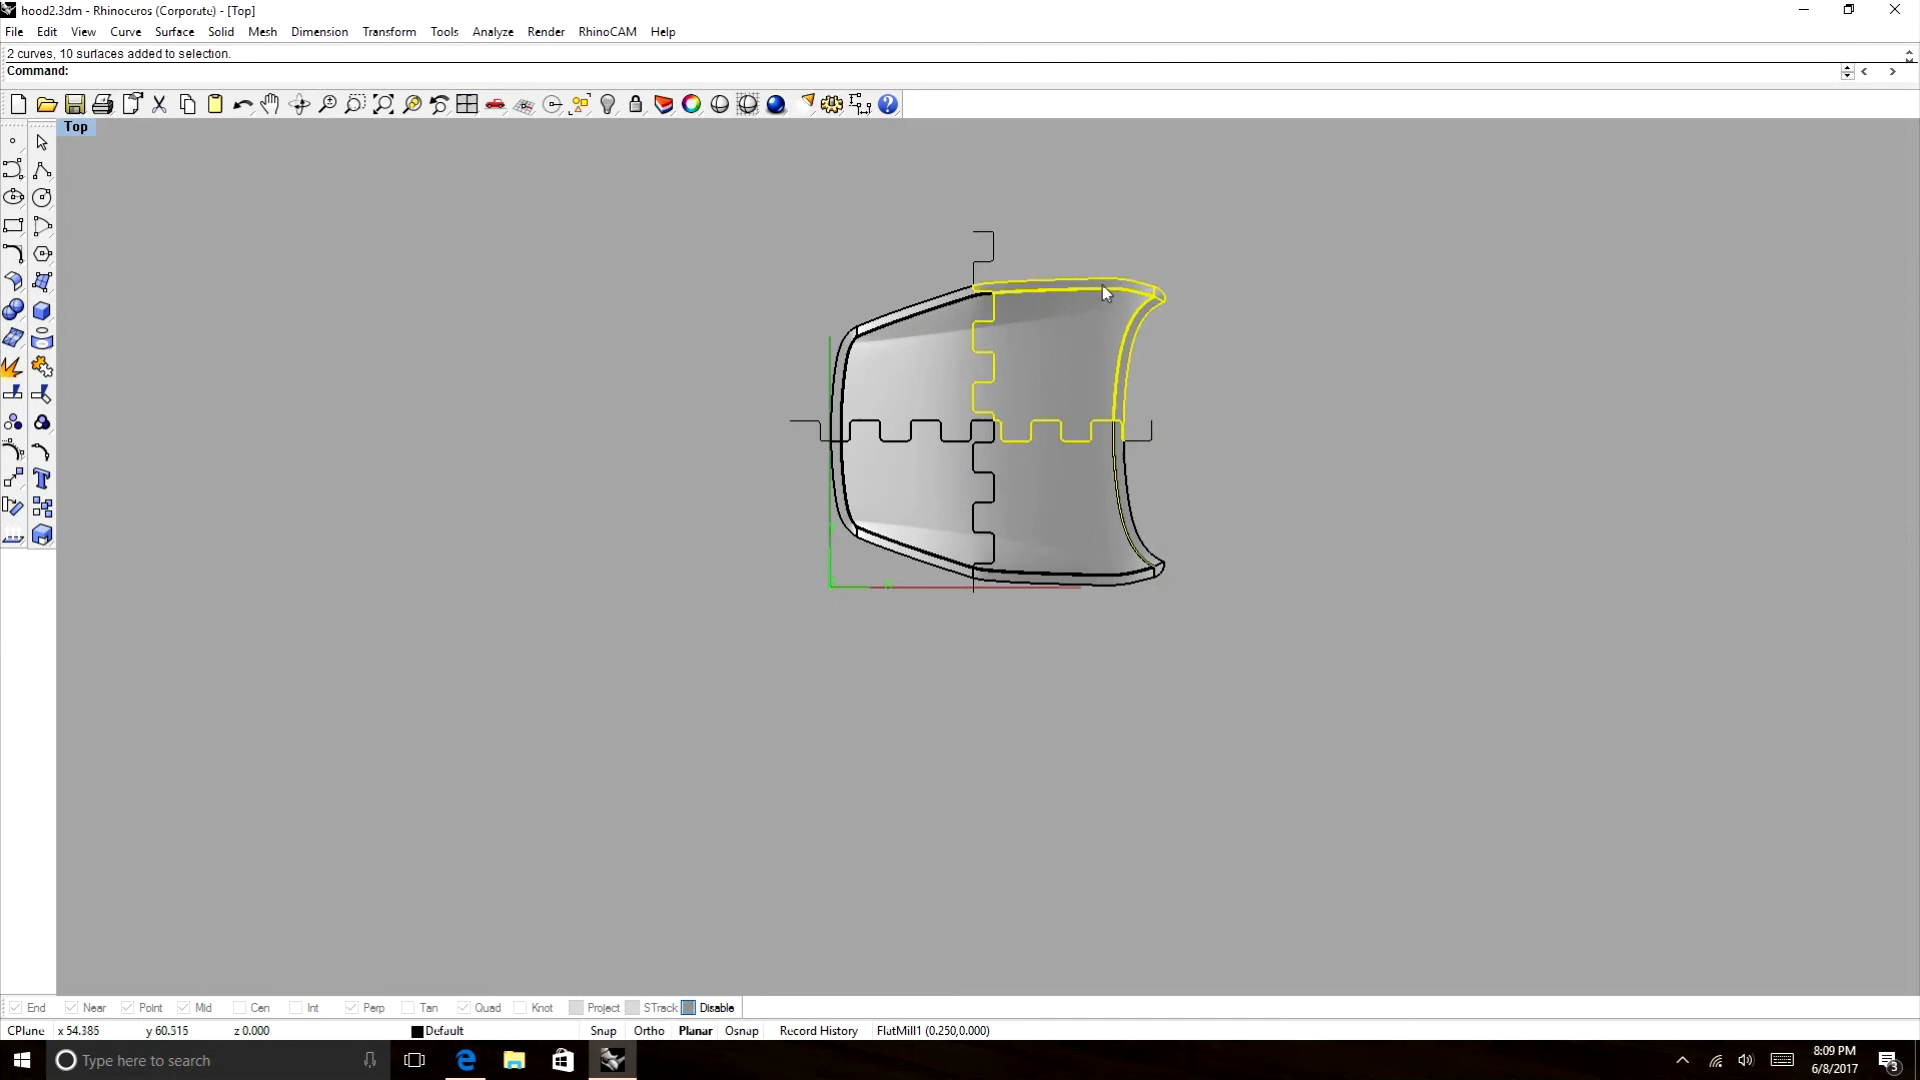 hood2.3dm - Rhinoceros (Corporate) - [Top]
File Edit View Curve Surface Solid Mesh Dimension Transform Tools Analyze Render RhinoCAM Help
2 curves, 10 surfaces added to selection.
Command:
Top
End Near Point Mid Cen Int Perp Tan Quad Knot Project STrack Disable
CPlane x 54.385 y 60.515 z 0.000 Default Snap Ortho Planar Osnap Record History FlatMill1 (0.250,0.000)
Type here to search
8:09 PM
6/8/2017
3